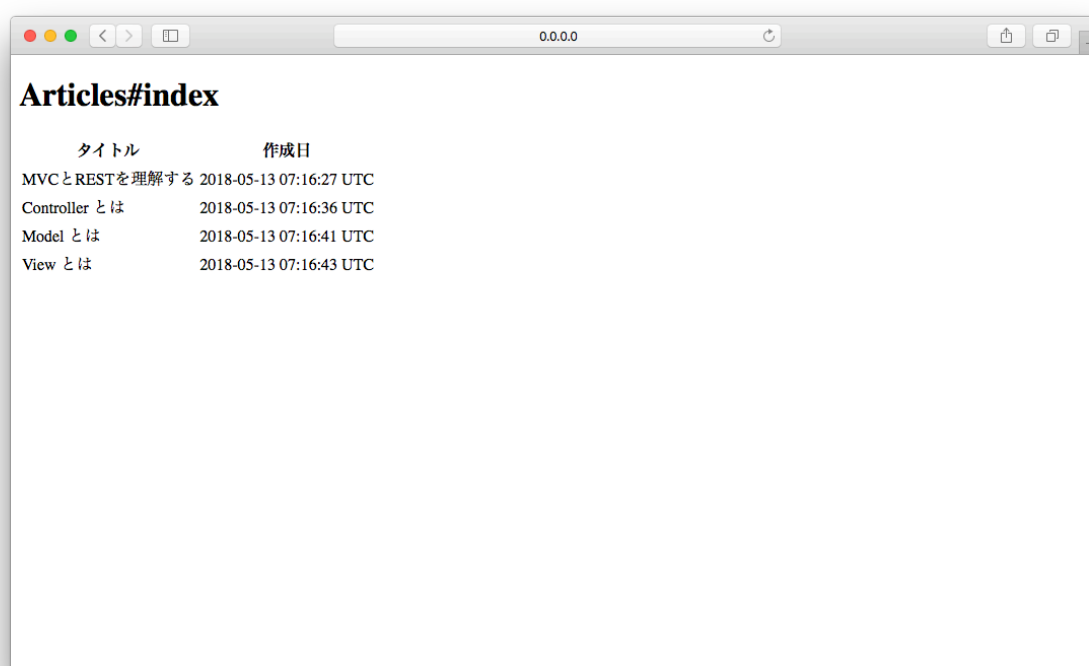 0.0.0.0
Articles#index
タイトル 作成日
MVCとRESTを理解する 2018-05-13 07:16:27 UTC
Controller とは 2018-05-13 07:16:36 UTC
Model とは 2018-05-13 07:16:41 UTC
View とは 2018-05-13 07:16:43 UTC